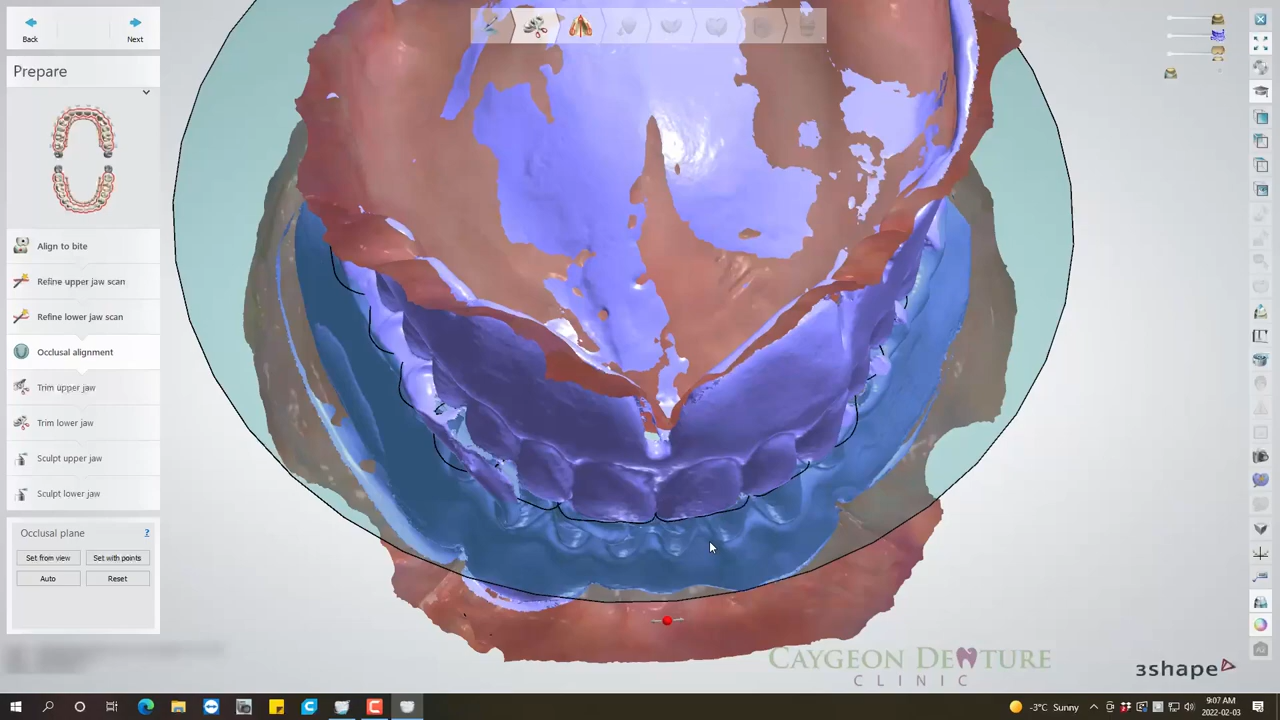 Back
Next
Prepare
Align to bite
Refine upper jaw scan
Refine lower jaw scan
Occlusal alignment
Trim upper jaw
Trim lower jaw
Sculpt upper jaw
Sculpt lower jaw
Occlusal plane
?
Set from view
Set with points
Auto
Reset
CAYGEON DENTURE
CLINIC
3shape
-3°C Sunny
9:07 AM
2022-02-03